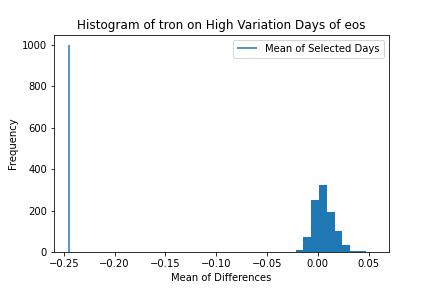 Histogram of tron on High Variation Days of eos
Mean of Selected Days
Frequency
1000
800
600
400
200
0
−0.25 −0.20 −0.15 −0.10 −0.05 0.00 0.05
Mean of Differences